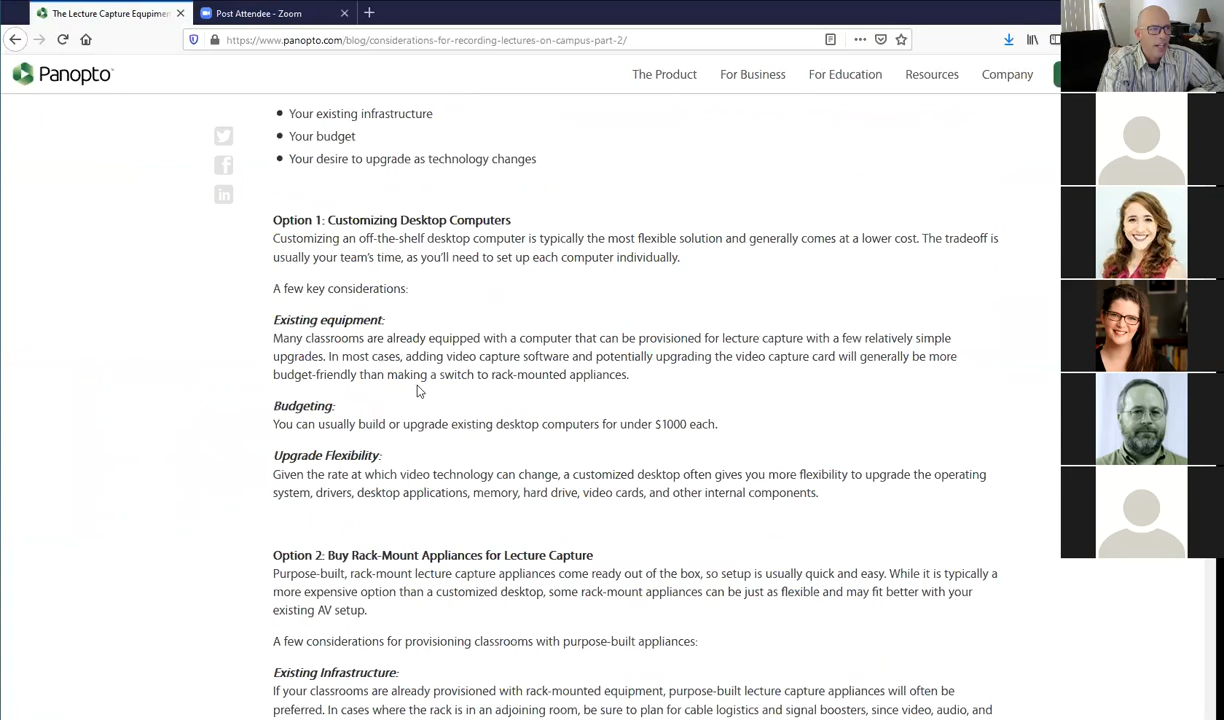 The Lecture Capture Equipmen
Post Attendee - Zoom
https://www.panopto.com/blog/considerations-for-recording-lectures-on-campus-part-2/
Panopto
The Product
For Business
For Education
Resources
Company
Your existing infrastructure
Your budget
Your desire to upgrade as technology changes
Option 1: Customizing Desktop Computers
Customizing an off-the-shelf desktop computer is typically the most flexible solution and generally comes at a lower cost. The tradeoff is
usually your team's time, as you'll need to set up each computer individually.
A few key considerations:
Existing equipment:
Many classrooms are already equipped with a computer that can be provisioned for lecture capture with a few relatively simple
upgrades. In most cases, adding video capture software and potentially upgrading the video capture card will generally be more
budget-friendly than making a switch to rack-mounted appliances.
Budgeting:
You can usually build or upgrade existing desktop computers for under $1000 each.
Upgrade Flexibility:
Given the rate at which video technology can change, a customized desktop often gives you more flexibility to upgrade the operating
system, drivers, desktop applications, memory, hard drive, video cards, and other internal components.
Option 2: Buy Rack-Mount Appliances for Lecture Capture
Purpose-built, rack-mount lecture capture appliances come ready out of the box, so setup is usually quick and easy. While it is typically a
more expensive option than a customized desktop, some rack-mount appliances can be just as flexible and may fit better with your
existing AV setup.
A few considerations for provisioning classrooms with purpose-built appliances:
Existing Infrastructure:
If your classrooms are already provisioned with rack-mounted equipment, purpose-built lecture capture appliances will often be
preferred. In cases where the rack is in an adjoining room, be sure to plan for cable logistics and signal boosters, since video, audio, and